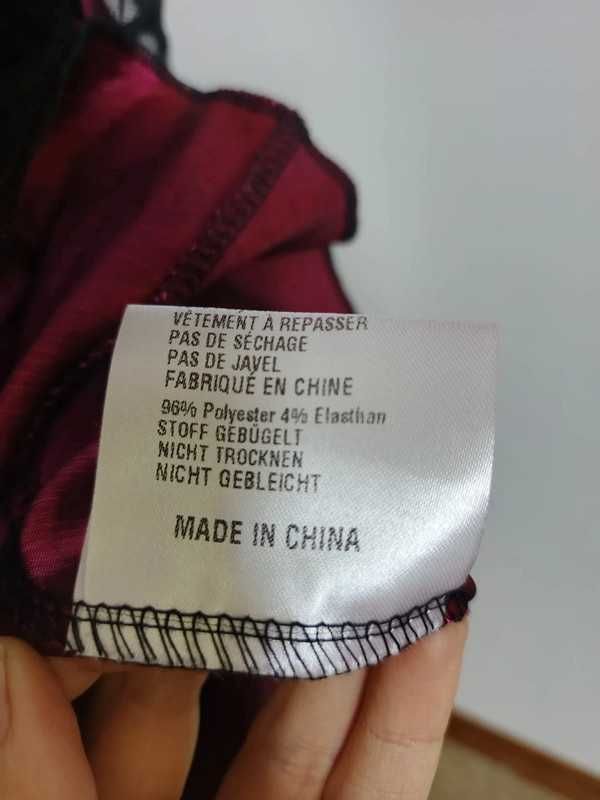 VÊTEMENT À REPASSER
PAS DE SÉCHAGE
PAS DE JAVEL
FABRIQUÉ EN CHINE
96% Polyester 4% Elasthan
STOFF GEBÜGELT
NICHT TROCKNEN
NICHT GEBLEICHT
MADE IN CHINA